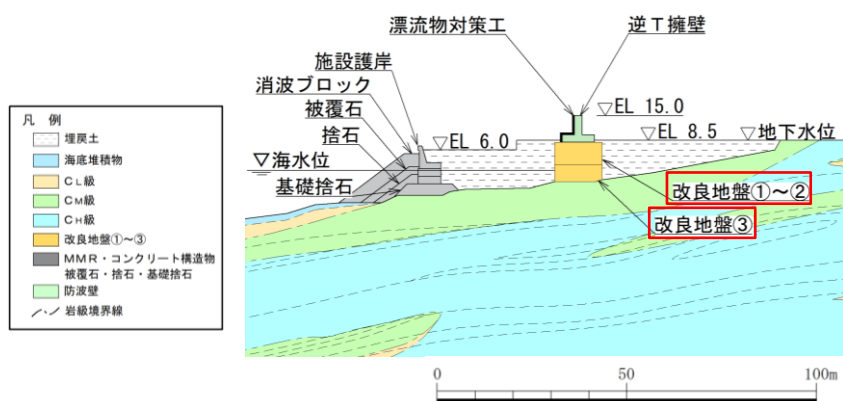 漂流物対策工
逆T擁壁
施設護岸
消波ブロック
被覆石
捨石
▽海水位
基礎捨石
▽EL 6.0
▽EL 15.0
▽EL 8.5
▽地下水位
改良地盤①～②
改良地盤③
凡 例
埋戻土
海底堆積物
CL級
CM級
CH級
改良地盤①～③
MMR・コンクリート構造物
被覆石・捨石・基礎捨石
防波壁
岩級境界線
0 50 100m